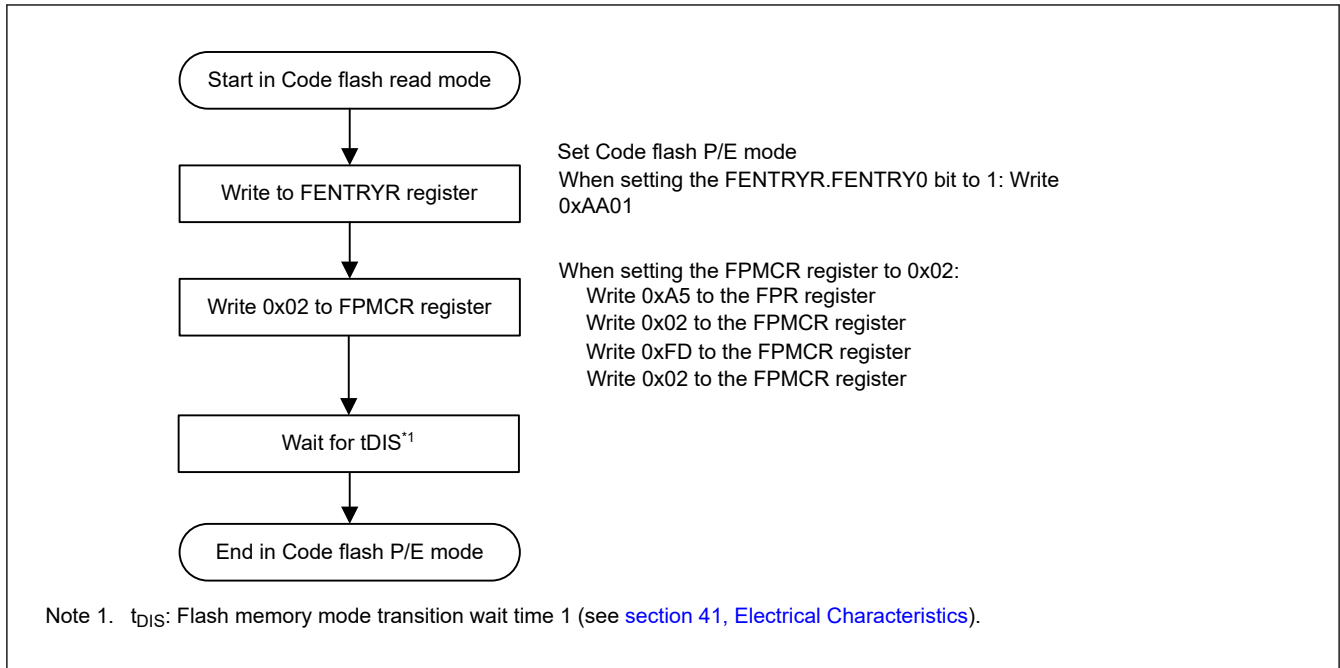 Start in Code flash read mode
Set Code flash P/E mode
When setting the FENTRYR.FENTRY0 bit to 1: Write
0xAA01
Write to FENTRYR register
When setting the FPMCR register to 0x02:
Write 0xA5 to the FPR register
Write 0x02 to the FPMCR register
Write 0xFD to the FPMCR register
Write 0x02 to the FPMCR register
Write 0x02 to FPMCR register
Wait for tDIS*1
End in Code flash P/E mode
Note 1. tDIS: Flash memory mode transition wait time 1 (see section 41, Electrical Characteristics).